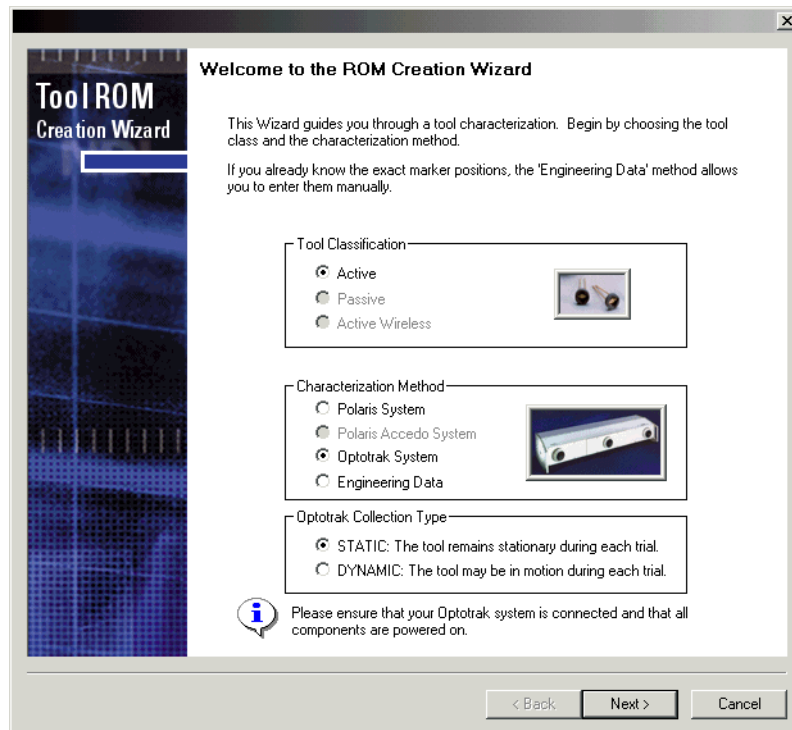 Tool ROM
Creation Wizard
Welcome to the ROM Creation Wizard
This Wizard guides you through a tool characterization. Begin by choosing the tool
class and the characterization method.
If you already know the exact marker positions, the 'Engineering Data' method allows
you to enter them manually.
Tool Classification
Active
Passive
Active Wireless
Characterization Method
Polaris System
Polaris Accedo System
Optotrak System
Engineering Data
Optotrak Collection Type
STATIC: The tool remains stationary during each trial.
DYNAMIC: The tool may be in motion during each trial.
Please ensure that your Optotrak system is connected and that all
components are powered on.
< Back
Next >
Cancel